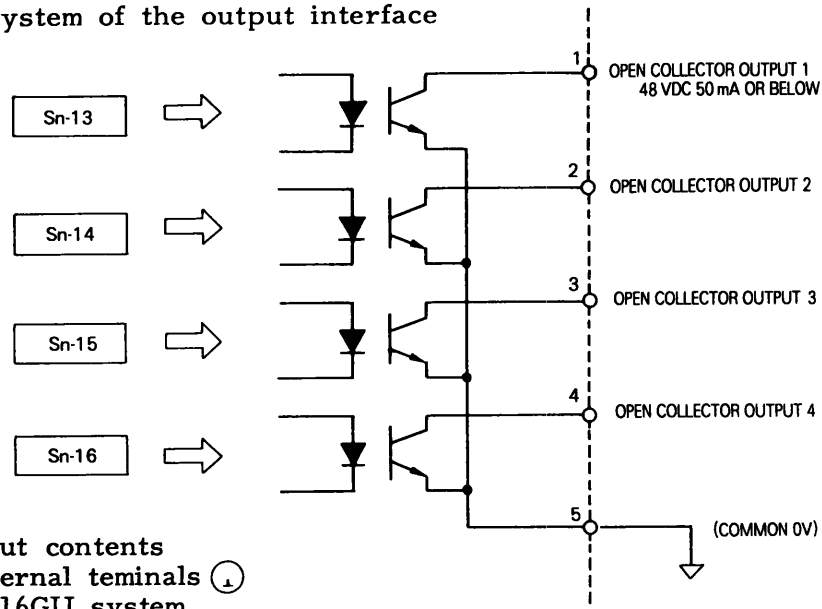 ystem of the output interface
1
OPEN COLLECTOR OUTPUT 1
48 VDC 50 mA OR BELOW
Sn-13
2
OPEN COLLECTOR OUTPUT 2
Sn-14
3
OPEN COLLECTOR OUTPUT 3
Sn-15
4
OPEN COLLECTOR OUTPUT 4
Sn-16
5
(COMMON 0V)
ut contents
ernal teminals